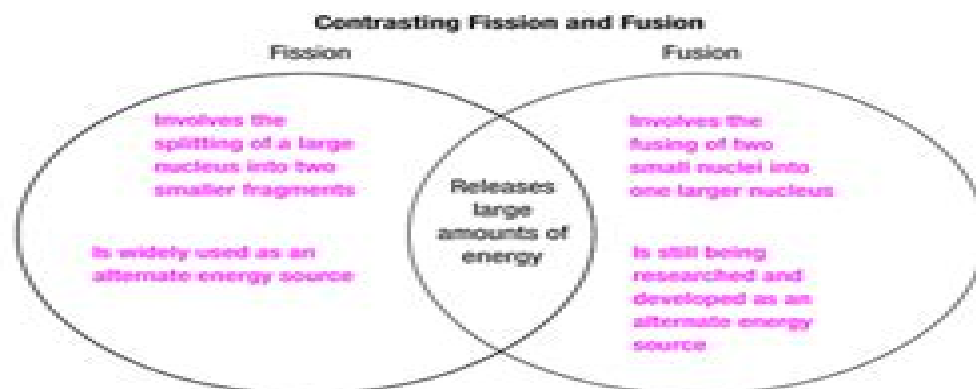 Contrasting Fission and Fusion
Fission
Fusion
Involves the
splitting of a large
nucleus into two
smaller fragments
Is widely used as an
alternate energy source
Releases
large
amounts of
energy
Involves the
fusing of two
small nuclei into
one larger nucleus
Is still being
researched and
developed as an
alternate energy
source